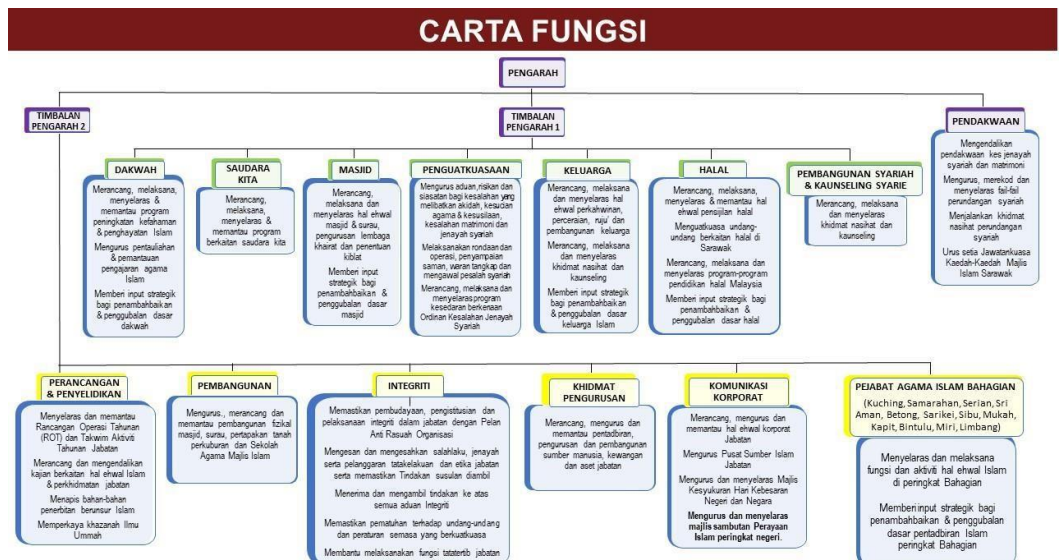 CARTA FUNGSI
PENGARAH
TIMBALAN
PENGARAH 2
TIMBALAN
PENGARAH 1
PENDAKWAAN
Mengendalikan
pendakwaan kes jenayah
syariah dan matrimoni
Mengurus, merekod dan
menyelaras fail-fail
perundangan syariah
Menjalankan khidmat
nasihat perundangan
syariah
Urus setia Jawatankuasa
Kaedah-Kaedah Majlis
Islam Sarawak
DAKWAH
Merancang, melaksana,
menyelaras &
memantau program
peningkatan kefahaman
& penghayatan Islam
Mengurus pentauliahan
& pemantauan
pengajaran agama
Islam
Memberi input strategik
bagi penambahbaikan
& penggubalan dasar
dakwah
SAUDARA
KITA
Merancang,
melaksana,
menyelaras &
memantau program
berkaitan saudara kita
MASJID
Merancang,
melaksana dan
menyelaras hal ehwal
masjid & surau,
pengurusan lembaga
khairat dan penentuan
kiblat
Memberi input
strategik bagi
penambahbaikan &
penggubalan dasar
masjid
PENGUATKUASAAN
Mengurus aduan,risikan dan
siasatan bagi kesalahan yang
melibatkan akidah, kesucian
agama & kesusilaan,
kesalahan matrimoni dan
jenayah syariah
Melaksanakan rondaan dan
operasi, penyampaian
saman, waran tangkap dan
mengawal pesalah syariah
Merancang, melaksana dan
menyelaras program
kesedaran berkenaan
Ordinan Kesalahan Jenayah
Syariah
KELUARGA
Merancang, melaksana
dan menyelaras hal
ehwal perkahwinan,
perceraian, ruju' dan
pembangunan keluarga
Merancang, melaksana
dan menyelaras
khidmat nasihat dan
kaunseling
Memberi input strategik
bagi penambahbaikan
& penggubalan dasar
keluarga Islam
HALAL
Merancang, melaksana,
menyelaras & memantau hal
ehwal pensijilan halal
Menguatkuasa undang-
undang berkaitan halal di
Sarawak
Merancang, melaksana dan
menyelaras program-program
pendidikan halal Malaysia
Memberi input strategik bagi
penambahbaikan &
penggubalan dasar halal
PEMBANGUNAN SYARIAH
& KAUNSELING SYARIE
Merancang, melaksana
dan menyelaras
khidmat nasihat dan
kaunseling
PERANCANGAN
& PENYELIDIKAN
Menyelaras dan memantau
Rancangan Operasi Tahunan
(ROT) dan Takwim Aktiviti
Tahunan Jabatan
Merancang dan mengendalikan
kajian berkaitan hal ehwal Islam
& perkhidmatan jabatan
Menapis bahan-bahan
penerbitan berunsur Islam
Memperkaya khazanah Ilmu
Ummah
PEMBANGUNAN
Mengurus., merancang dan
memantau pembangunan fizikal
masjid, surau, pertapakan tanah
perkuburan dan Sekolah
Agama Majlis Islam
INTEGRITI
Memastikan pembudayaan, pengistitusian dan
pelaksanaan integriti dalam jabatan dengan Pelan
Anti Rasuah Organisasi
Mengesan dan mengesahkan salahlaku, jenayah
serta pelanggaran tatakelakuan dan etika jabatan
serta memastikan Tindakan susulan diambil
Menerima dan mengambil tindakan ke atas
semua aduan Integriti
Memastikan pematuhan terhadap undang-undang
dan peraturan semasa yang berkuatkuasa
Membantu melaksanakan fungsi tatatertib jabatan
KHIDMAT
PENGURUSAN
Merancang, mengurus dan
memantau pentadbiran,
pengurusan dan pembangunan
sumber manusia, kewangan
dan aset jabatan
KOMUNIKASI
KORPORAT
Merancang, mengurus dan
memantau hal ehwal korporat
Jabatan
Mengurus Pusat Sumber Islam
Jabatan
Mengurus dan menyelaras Majlis
Kesyukuran Hari Kebesaran
Negeri dan Negara
Mengurus dan menyelaras
majlis sambutan Perayaan
Islam peringkat negeri.
PEJABAT AGAMA ISLAM BAHAGIAN
(Kuching, Samarahan, Serian, Sri
Aman, Betong, Sarikei, Sibu, Mukah,
Kapit, Bintulu, Miri, Limbang)
Menyelaras dan melaksana
fungsi dan aktiviti hal ehwal Islam
di peringkat Bahagian
Memberi input strategik bagi
penambahbaikan & penggubalan
dasar pentadbiran Islam
peringkat Bahagian